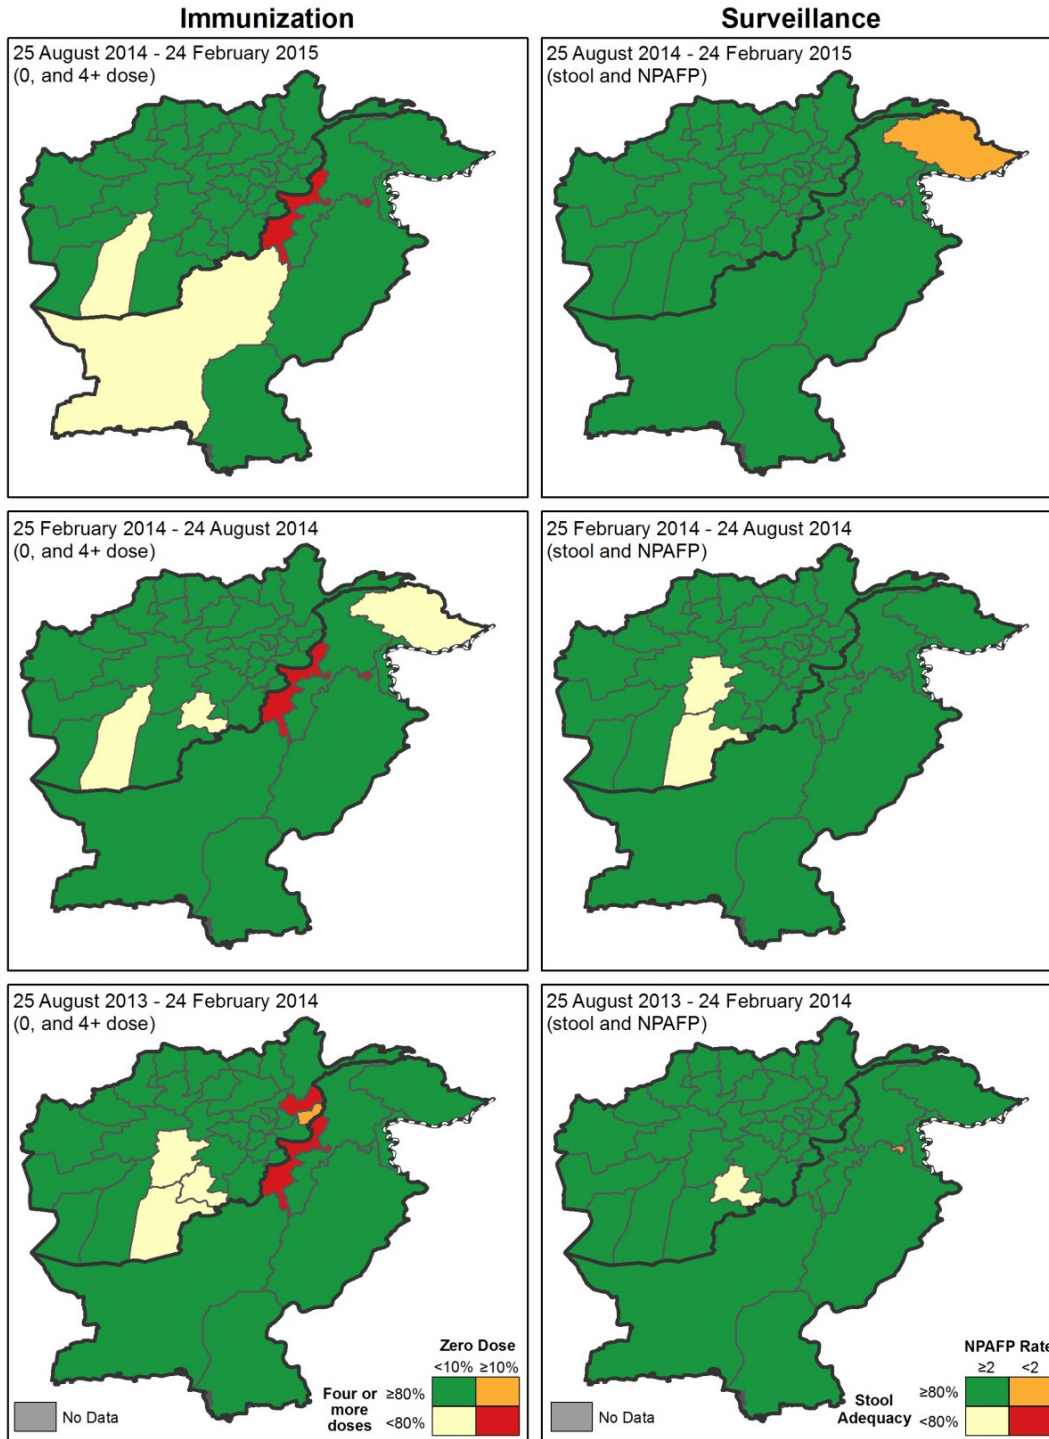 Immunization
Surveillance
25 August 2014 - 24 February 2015
(0, and 4+ dose)
25 August 2014 - 24 February 2015
(stool and NPAFP)
25 February 2014 - 24 August 2014
(0, and 4+ dose)
25 February 2014 - 24 August 2014
(stool and NPAFP)
25 August 2013 - 24 February 2014
(0, and 4+ dose)
25 August 2013 - 24 February 2014
(stool and NPAFP)
Zero Dose
<10% ≥10%
Four or more doses
≥80%
<80%
No Data
NPAFP Rate
≥2 <2
Stool Adequacy
≥80%
<80%
No Data